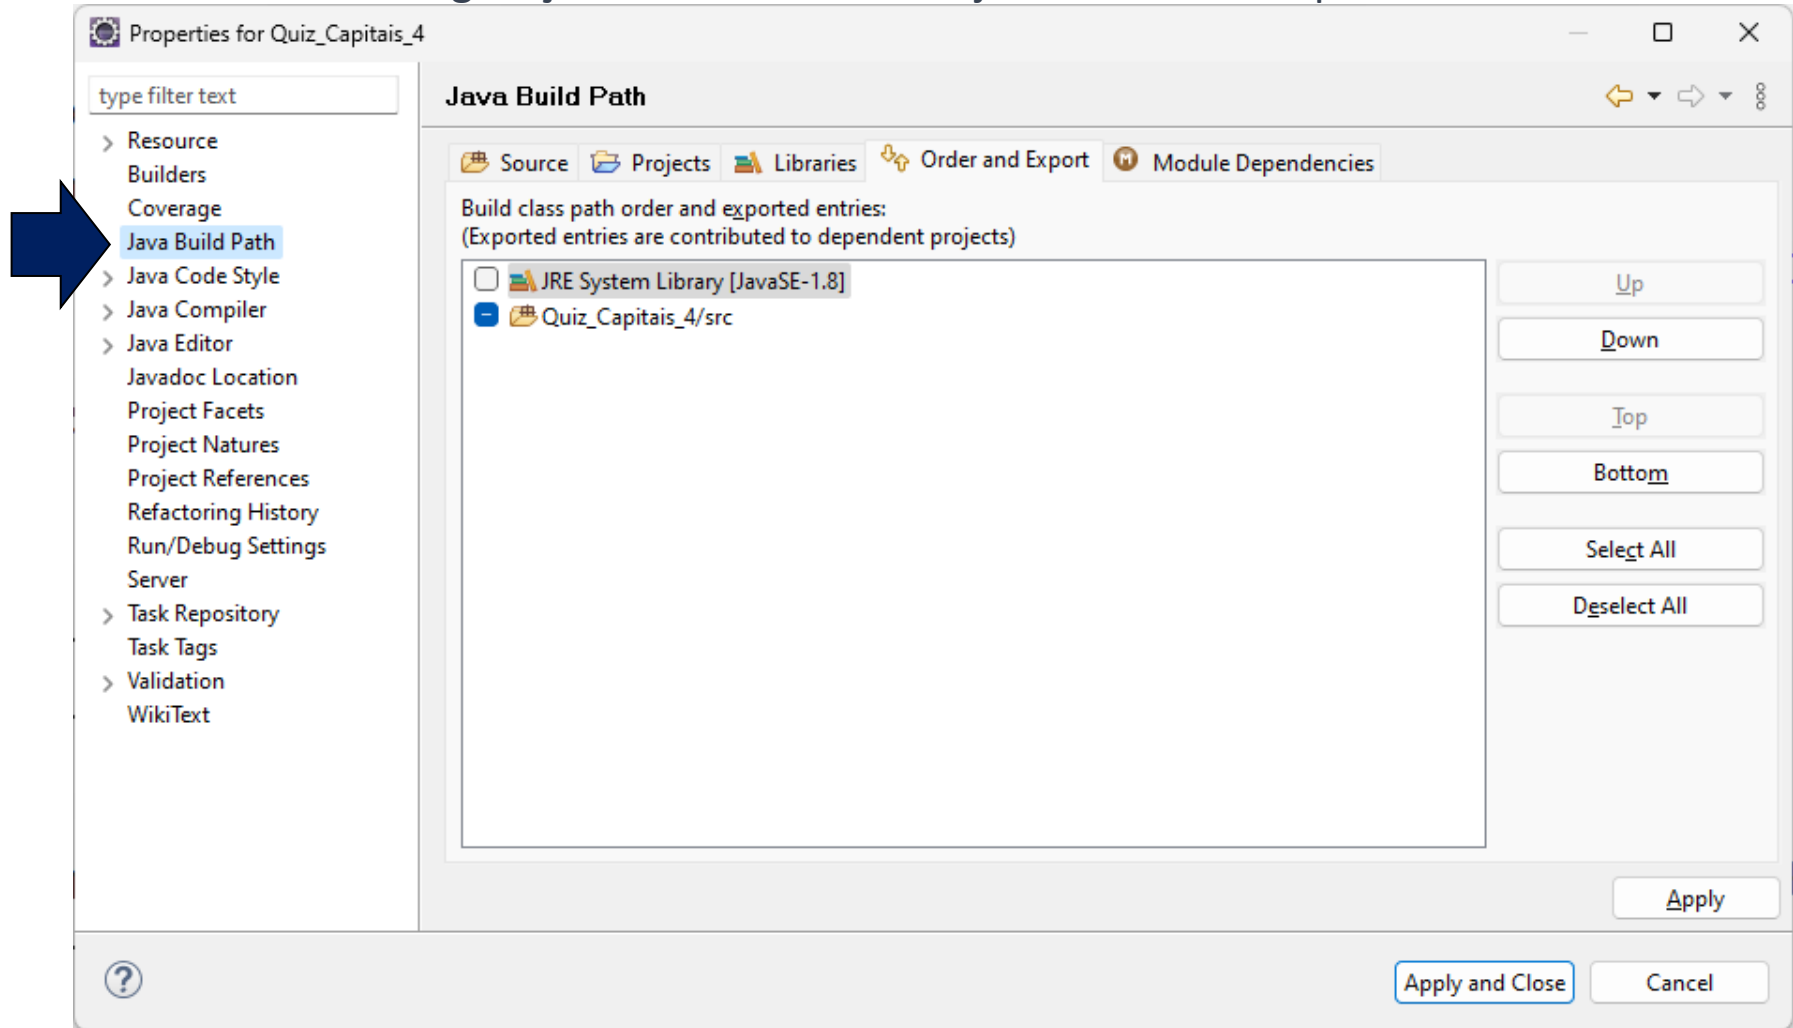 Properties for Quiz_Capitais_4
type filter text
Java Build Path
Resource
Builders
Coverage
Java Build Path
Java Code Style
Java Compiler
Java Editor
Javadoc Location
Project Facets
Project Natures
Project References
Refactoring History
Run/Debug Settings
Server
Task Repository
Task Tags
Validation
WikiText
Source
Projects
Libraries
Order and Export
Module Dependencies
Build class path order and exported entries:
(Exported entries are contributed to dependent projects)
JRE System Library [JavaSE-1.8]
Quiz_Capitais_4/src
Up
Down
Top
Bottom
Select All
Deselect All
Apply
Apply and Close
Cancel